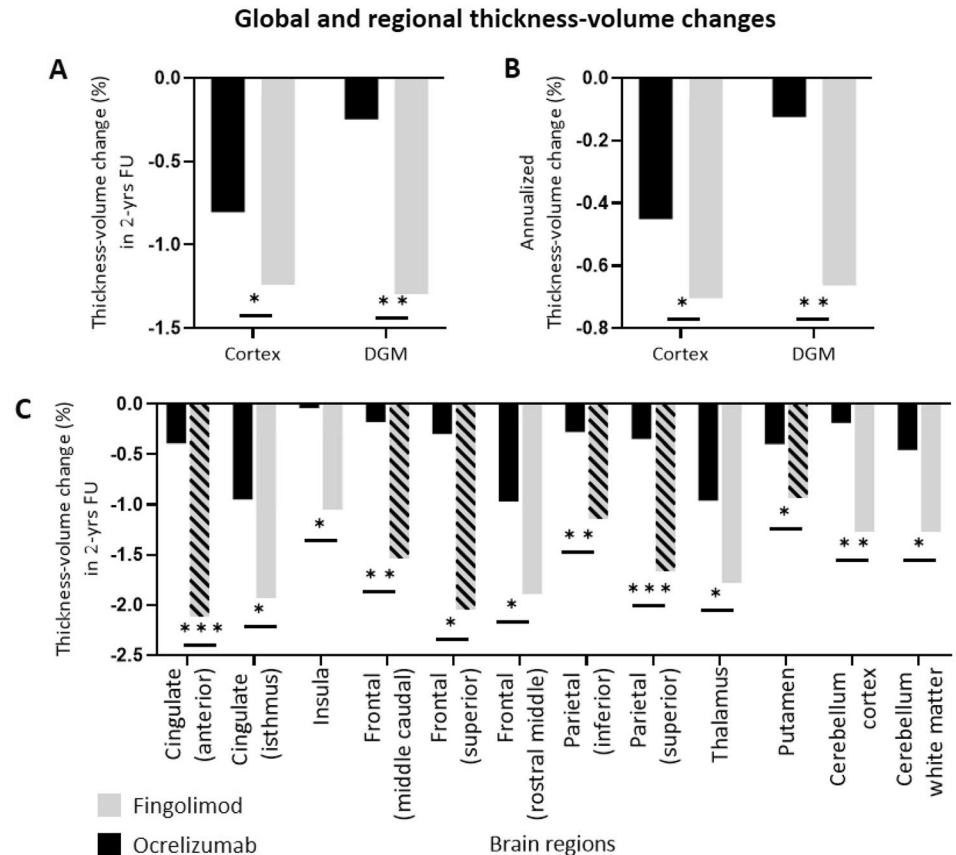 Global and regional thickness-volume changes
A
Thickness-volume change (%)
in 2-yrs FU
0.0
-0.5
-1.0
-1.5
*
* *
Cortex
DGM
B
Annualized
Thickness-volume change (%)
0.0
-0.2
-0.4
-0.6
-0.8
*
* *
Cortex
DGM
C
Thickness-volume change (%)
in 2-yrs FU
0.0
-0.5
-1.0
-1.5
-2.0
-2.5
* * *
*
*
* *
*
*
* *
* * *
*
*
* *
*
Cingulate
(anterior)
Cingulate
(isthmus)
Insula
Frontal
(middle caudal)
Frontal
(superior)
Frontal
(rostral middle)
Parietal
(inferior)
Parietal
(superior)
Thalamus
Putamen
Cerebellum
cortex
Cerebellum
white matter
Fingolimod
Ocrelizumab
Brain regions